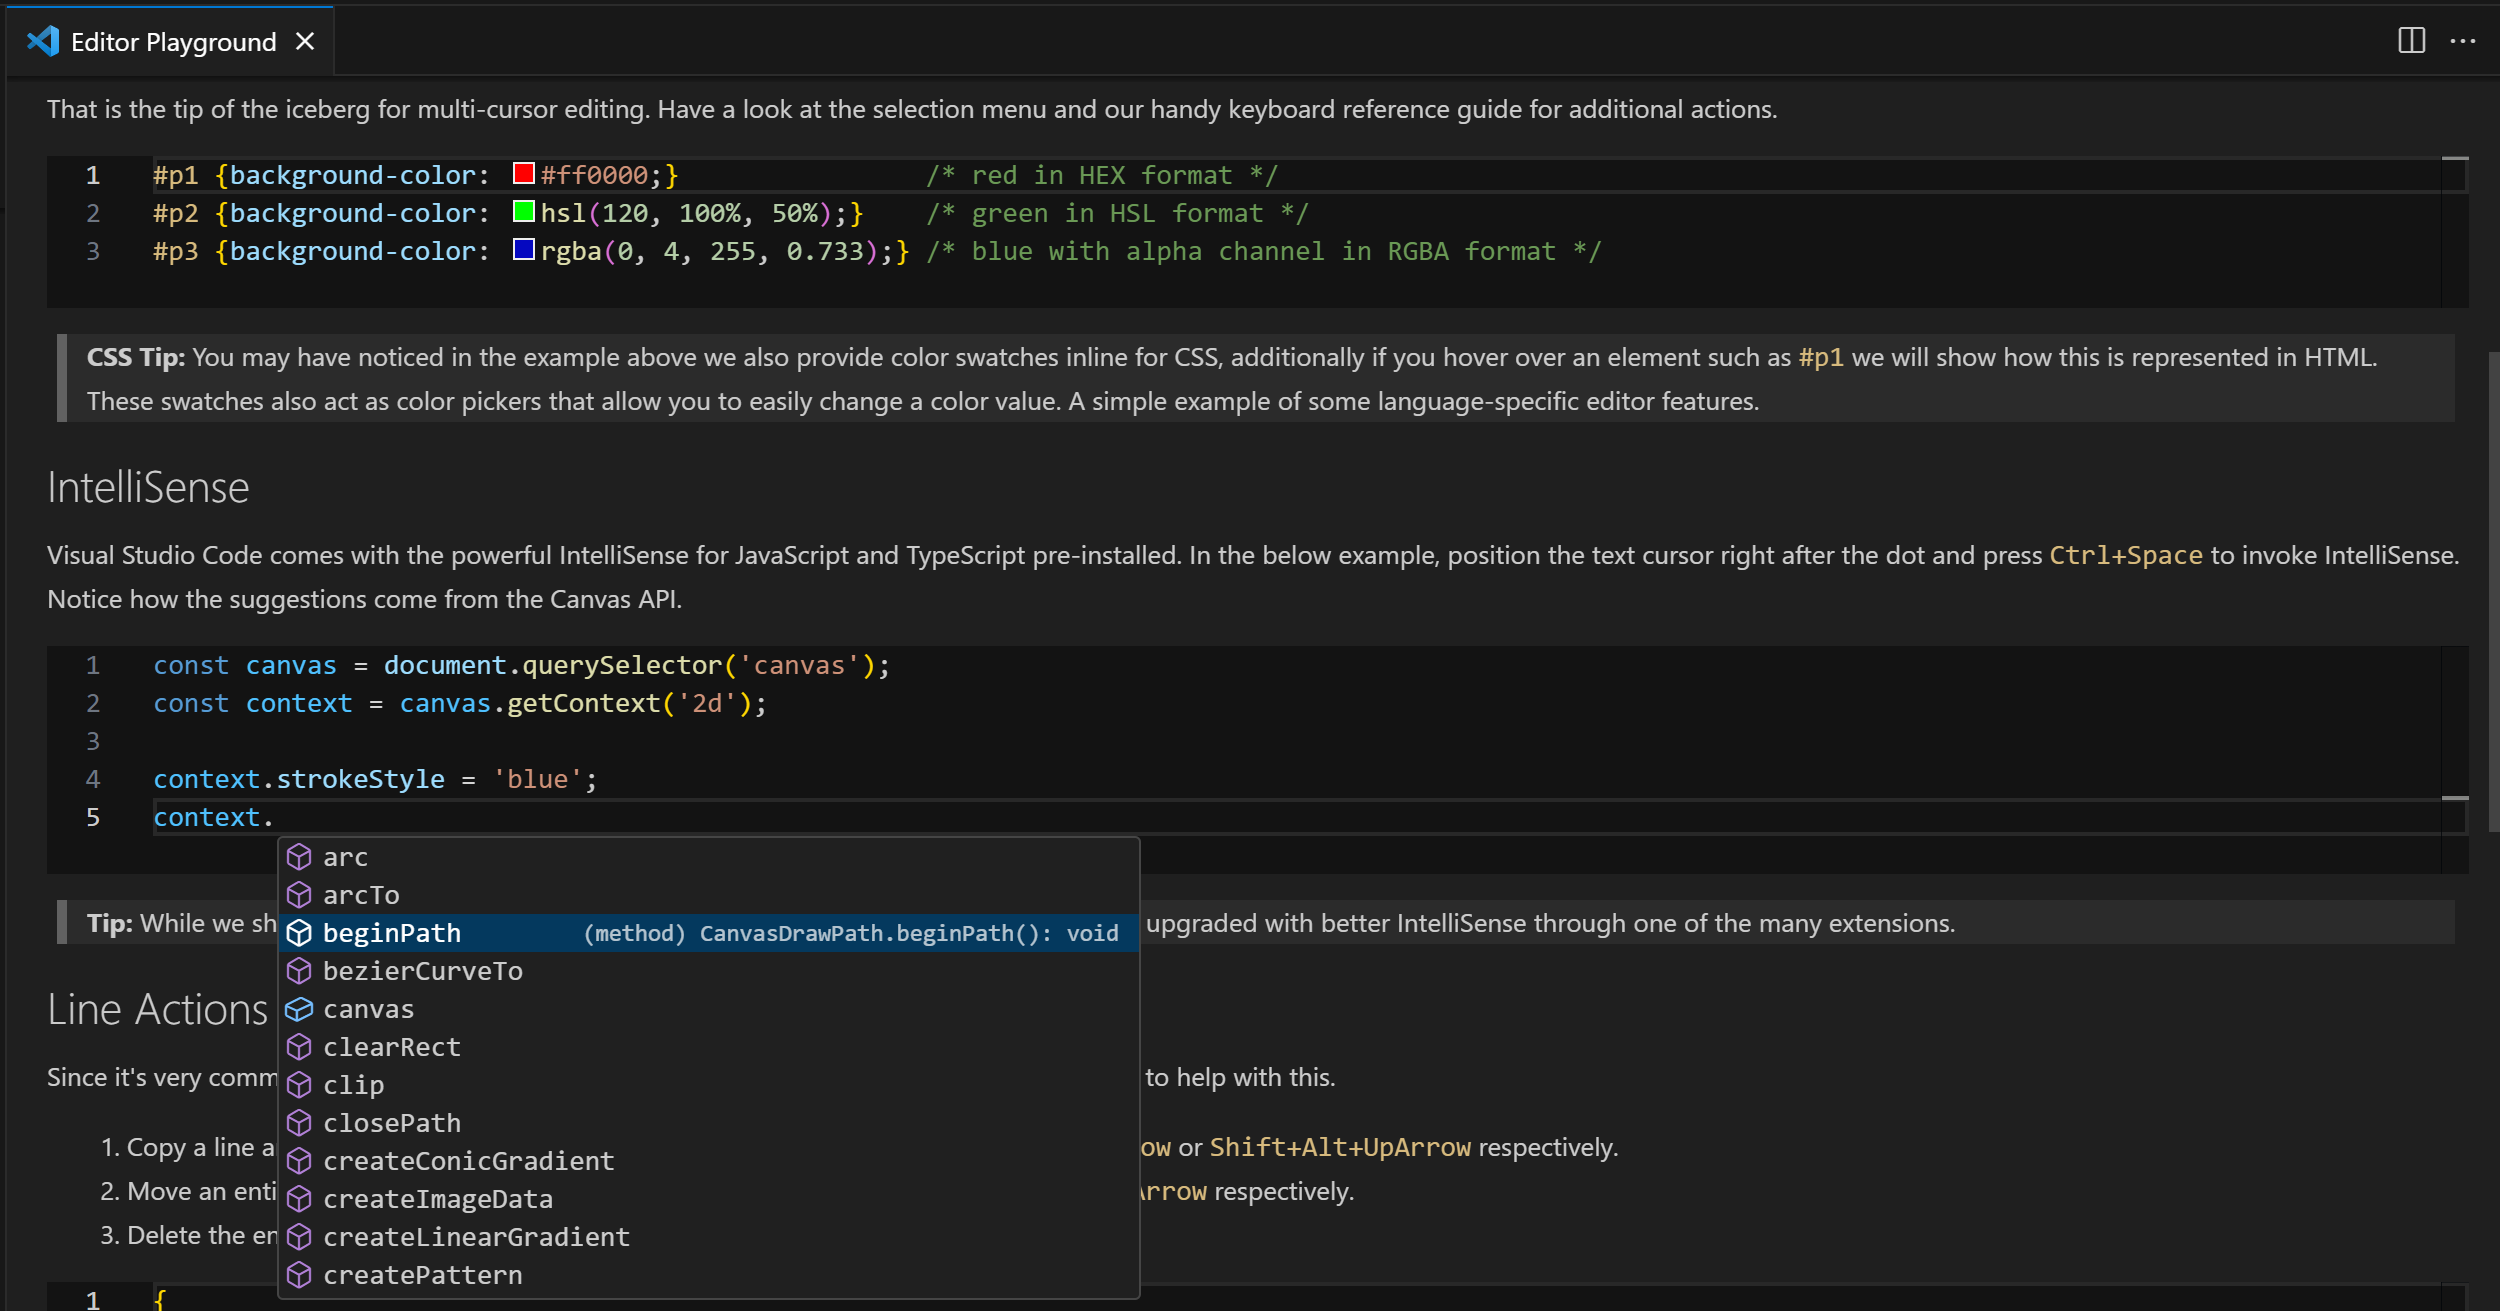 Editor Playground
That is the tip of the iceberg for multi-cursor editing. Have a look at the selection menu and our handy keyboard reference guide for additional actions.
1 #p1 {background-color: #ff0000;} /* red in HEX format */
2 #p2 {background-color: hsl(120, 100%, 50%);} /* green in HSL format */
3 #p3 {background-color: rgba(0, 4, 255, 0.733);} /* blue with alpha channel in RGBA format */
CSS Tip: You may have noticed in the example above we also provide color swatches inline for CSS, additionally if you hover over an element such as #p1 we will show how this is represented in HTML.
These swatches also act as color pickers that allow you to easily change a color value. A simple example of some language-specific editor features.
IntelliSense
Visual Studio Code comes with the powerful IntelliSense for JavaScript and TypeScript pre-installed. In the below example, position the text cursor right after the dot and press Ctrl+Space to invoke IntelliSense.
Notice how the suggestions come from the Canvas API.
1 const canvas = document.querySelector('canvas');
2 const context = canvas.getContext('2d');
3
4 context.strokeStyle = 'blue';
5 context.
arc
arcTo
beginPath (method) CanvasDrawPath.beginPath(): void
bezierCurveTo
canvas
clearRect
clip
closePath
createConicGradient
createImageData
createLinearGradient
createPattern
Tip: While we sh upgraded with better IntelliSense through one of the many extensions.
Line Actions
Since it's very comm to help with this.
1. Copy a line a ow or Shift+Alt+UpArrow respectively.
2. Move an enti rrow respectively.
3. Delete the en
1 {